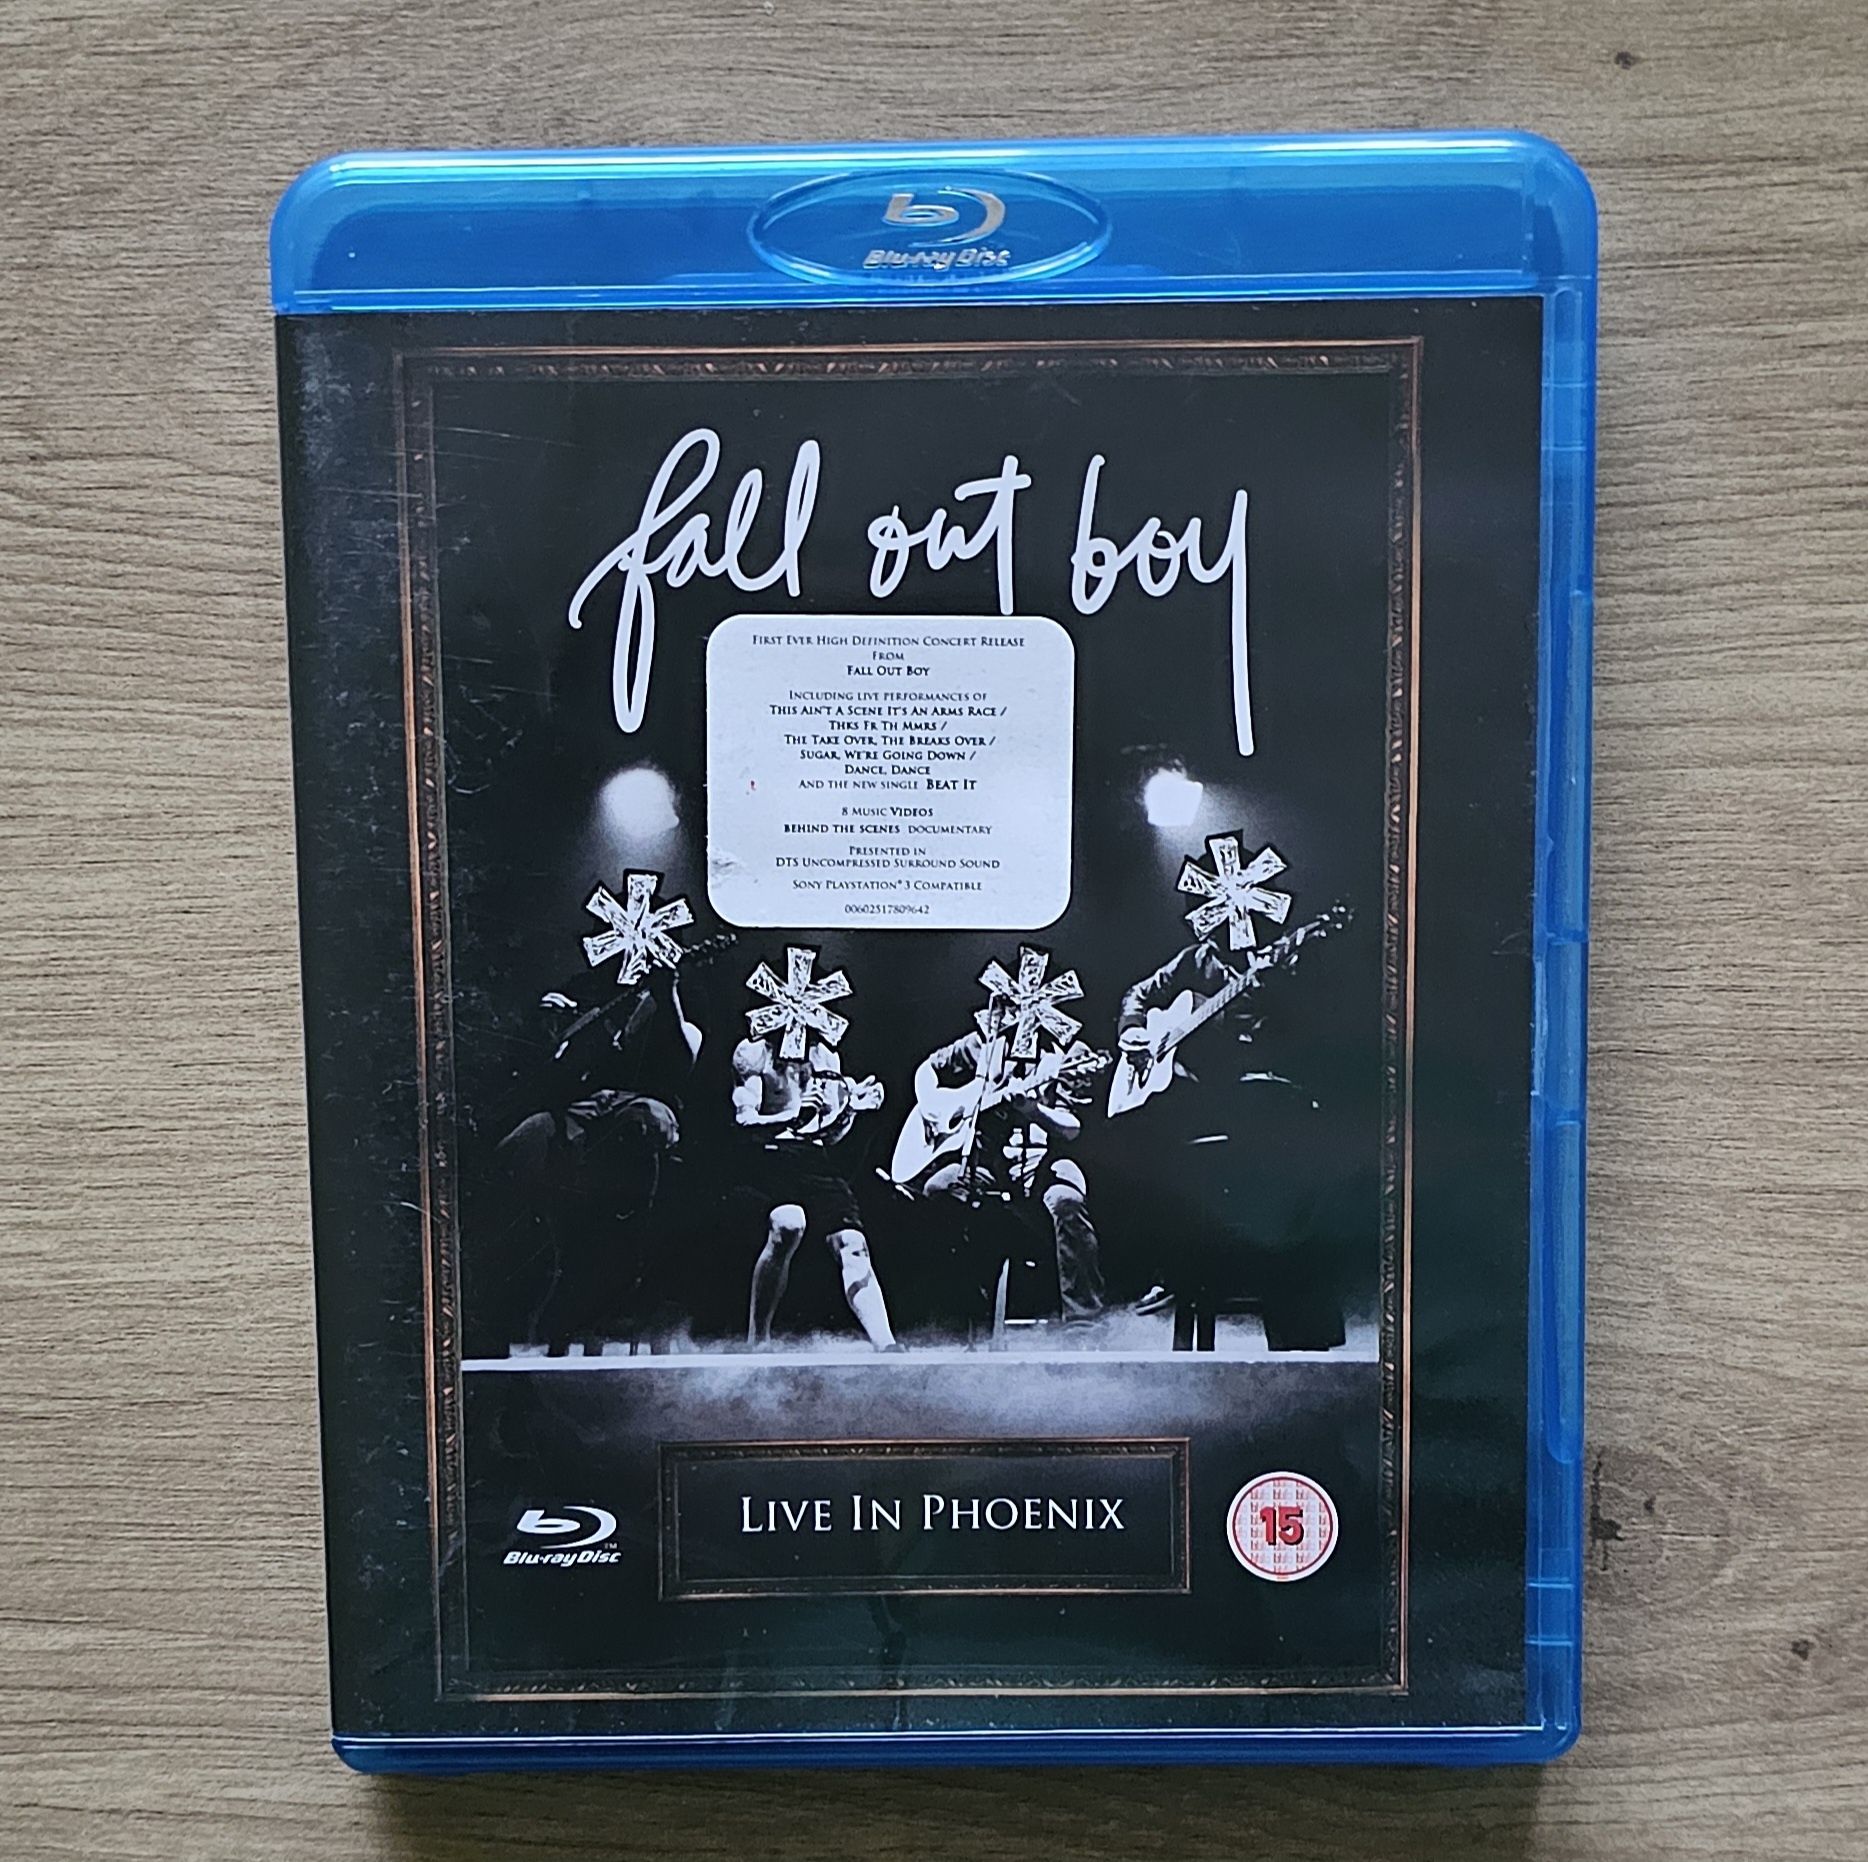 Blu-ray Disc
fall out boy
First Ever High Definition Concert Release
From
Fall Out Boy
Including live performances of
This Ain't A Scene It's An Arms Race /
Thks Fr Th Mmrs /
The Take Over, The Breaks Over /
Sugar, We're Going Down /
Dance, Dance
and the new single Beat It
8 Music Videos
Behind the scenes documentary
Presented in
DTS Uncompressed Surround Sound
Sony PlayStation® 3 Compatible
00602517809642
Live In Phoenix
Blu-ray Disc™
15